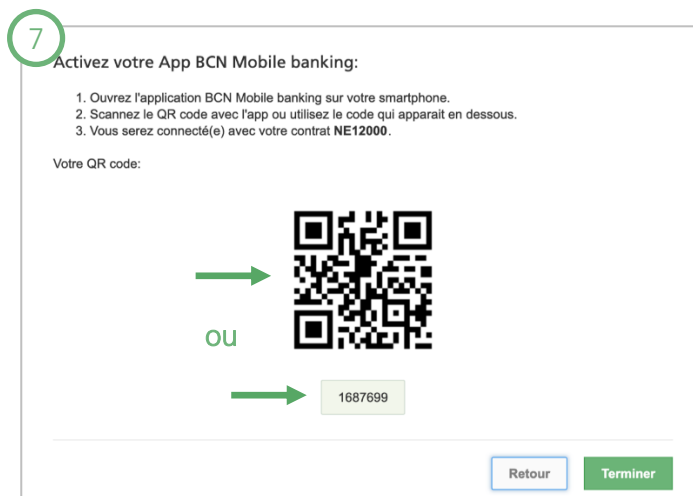 7
Activez votre App BCN Mobile banking:
1. Ouvrez l'application BCN Mobile banking sur votre smartphone.
2. Scannez le QR code avec l'app ou utilisez le code qui apparait en dessous.
3. Vous serez connecté(e) avec votre contrat NE12000.
Votre QR code:
ou
1687699
Retour
Terminer